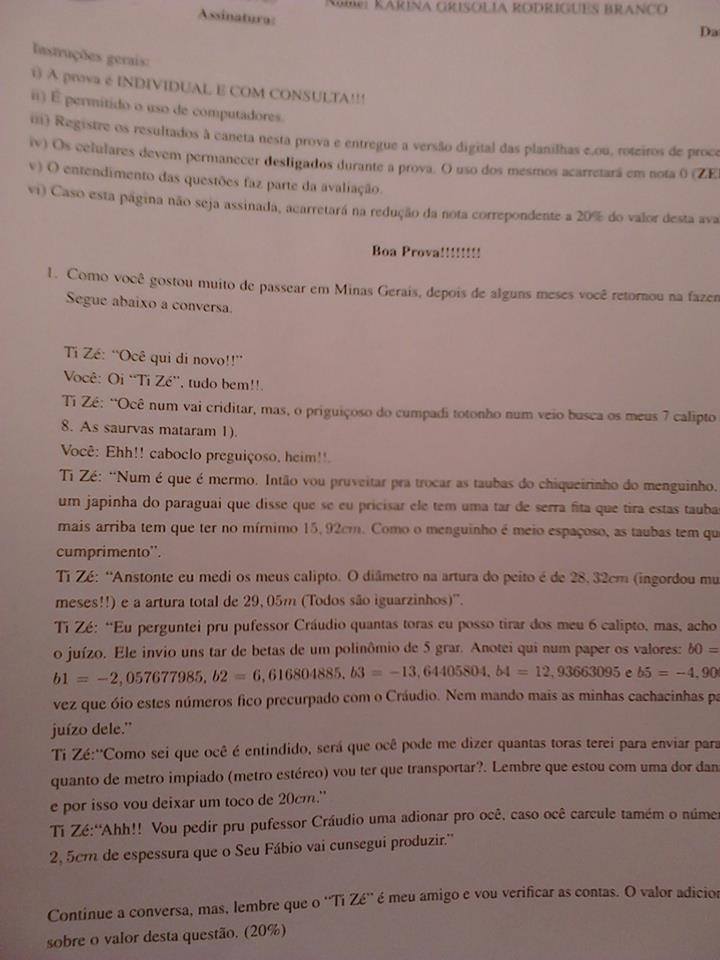 Nome: KARINA GRISOLIA RODRIGUES BRANCO
Assinatura:
Instruções gerais:
i) A prova é INDIVIDUAL E COM CONSULTA!!!
ii) É permitido o uso de computadores.
iii) Registre os resultados à caneta nesta prova e entregue a versão digital das planilhas e,ou, roteiros de
iv) Os celulares devem permanecer desligados durante a prova. O uso dos mesmos acarretará em nota 0
v) O entendimento das questões faz parte da avaliação.
vi) Caso esta página não seja assinada, acarretará na redução da nota correpondente a 20% do valor desta
Boa Prova!!!!!!!!
1. Como você gostou muito de passear em Minas Gerais, depois de alguns meses você retornou na
Segue abaixo a conversa.
Ti Zé: “Ocê qui di novo!!”
Você: Oi “Ti Zé”, tudo bem!!.
Ti Zé: “Ocê num vai criditar, mas, o priguiçoso do cumpadi totonho num veio busca os meus 7 calipto
8. As saurvas mataram 1).
Você: Ehh!! caboclo preguiçoso, heim!!.
Ti Zé: “Num é que é mermo. Intão vou pruveitar pra trocar as taubas do chiqueirinho do menguinho.
um japinha do paraguai que disse que se eu pricisar ele tem uma tar de serra fita que tira estas
mais arriba tem que ter no mírnimo 15, 92cm. Como o menguinho é meio espaçoso, as taubas tem
cumprimento”.
Ti Zé: “Anstonte eu medi os meus calipto. O diâmetro na artura do peito é de 28, 32cm (ingordou
meses!!) e a artura total de 29, 05m (Todos são iguarzinhos)”.
Ti Zé: “Eu perguntei pru pufessor Cráudio quantas toras eu posso tirar dos meu 6 calipto, mas, acho
o juízo. Ele invio uns tar de betas de um polinômio de 5 grar. Anotei qui num paper os valores: b0 =
b1 = −2, 057677985, b2 = 6, 616804885, b3 = −13, 64405804, b4 = 12, 93663095 e b5 = −4,
vez que óio estes números fico precurpado com o Cráudio. Nem mando mais as minhas cachacinhas
juízo dele.”
Ti Zé:“Como sei que ocê é entindido, será que ocê pode me dizer quantas toras terei para enviar
quanto de metro impiado (metro estéreo) vou ter que transportar?. Lembre que estou com uma dor
e por isso vou deixar um toco de 20cm.”
Ti Zé:“Ahh!! Vou pedir pru pufessor Cráudio uma adionar pro ocê, caso ocê carcule tamém o
2, 5cm de espessura que o Seu Fábio vai cunsegui produzir.”
Continue a conversa, mas, lembre que o “Ti Zé” é meu amigo e vou verificar as contas. O valor
sobre o valor desta questão. (20%)